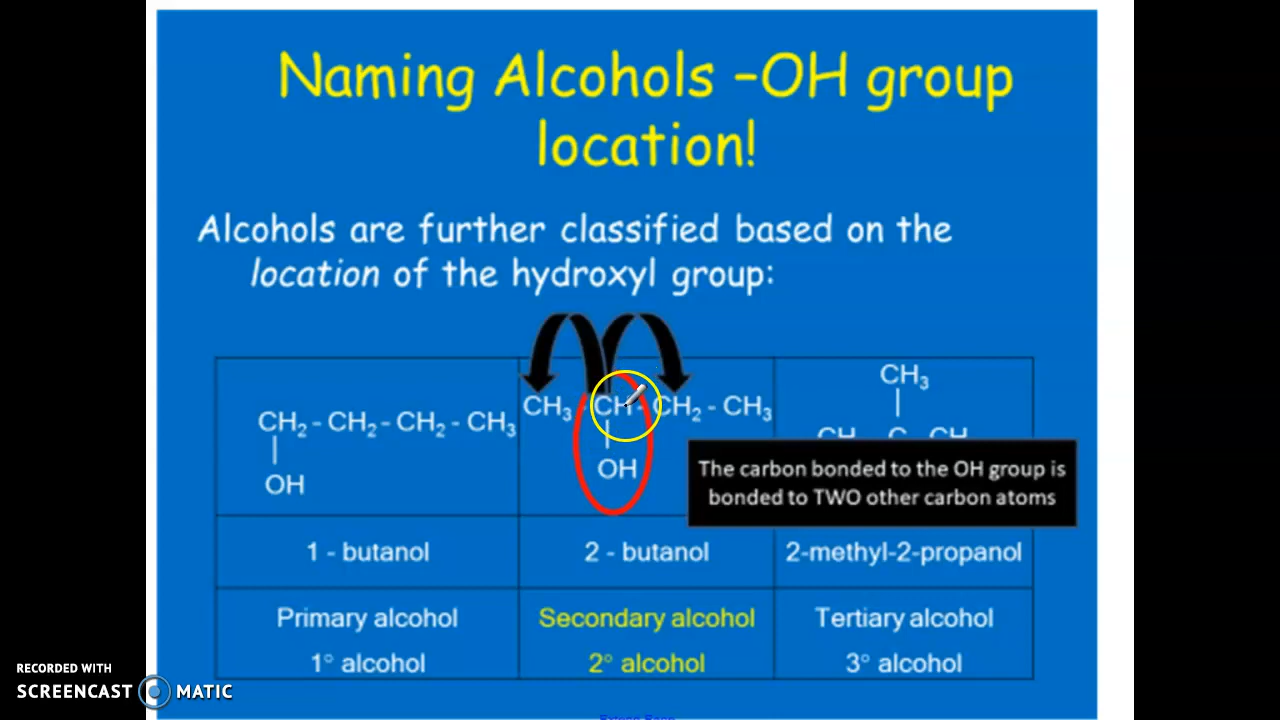 Naming Alcohols –OH group
location!
Alcohols are further classified based on the
location of the hydroxyl group:
CH₂ - CH₂ - CH₂ - CH₃
|
OH
CH₃ - CH - CH₂ - CH₃
|
OH
CH₃
|
The carbon bonded to the OH group is
bonded to TWO other carbon atoms
1 - butanol
2 - butanol
2-methyl-2-propanol
Primary alcohol
1° alcohol
Secondary alcohol
2° alcohol
Tertiary alcohol
3° alcohol
RECORDED WITH
SCREENCAST MATIC